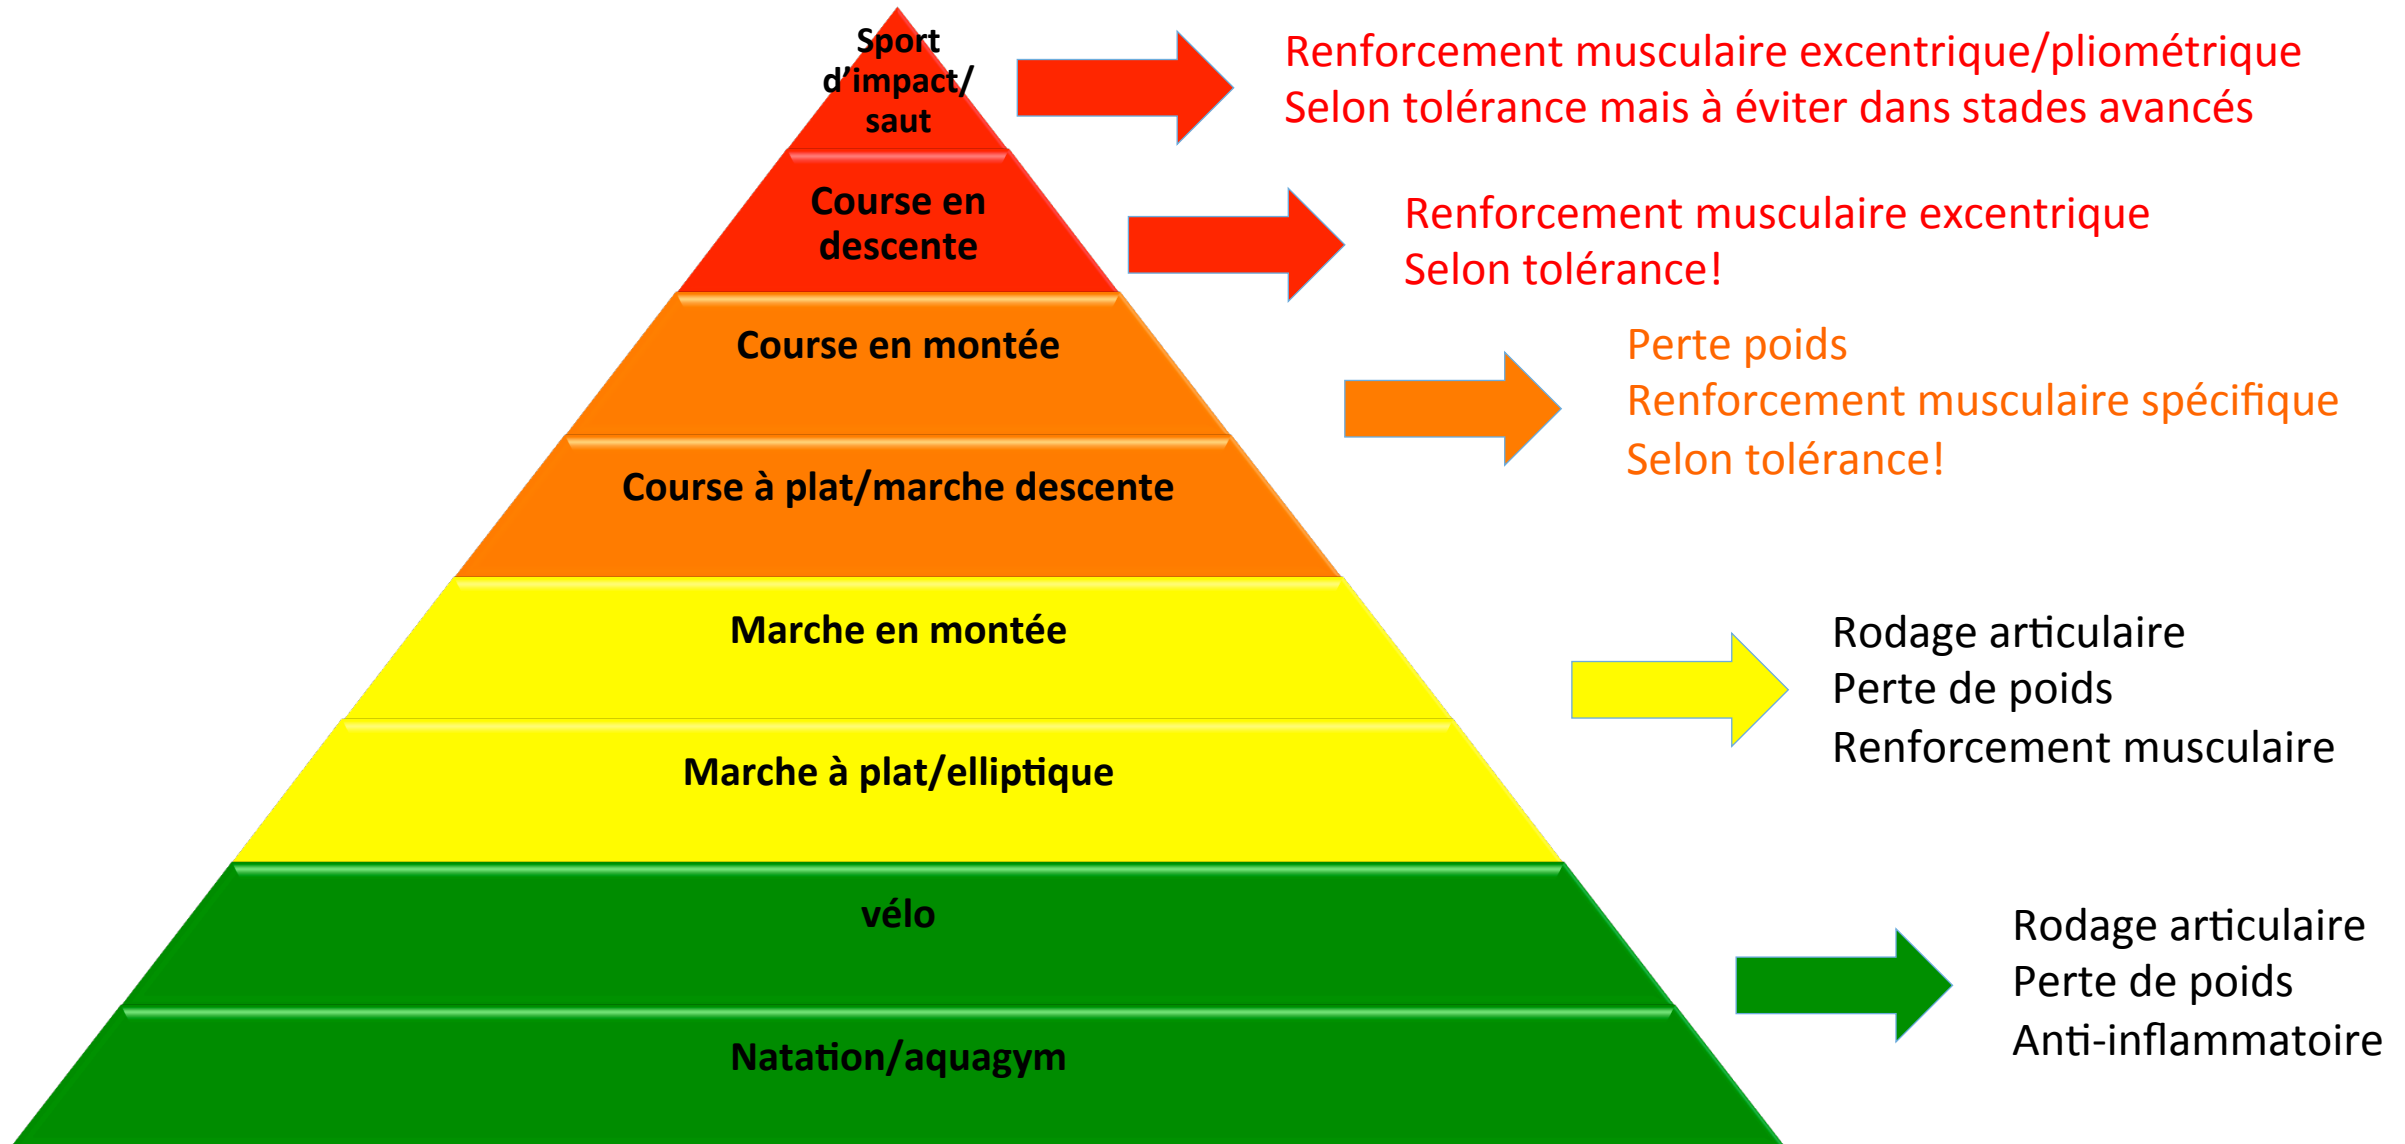 Sport
d’impact/
saut
Renforcement musculaire excentrique/pliométrique
Selon tolérance mais à éviter dans stades avancés
Course en
descente
Renforcement musculaire excentrique
Selon tolérance!
Course en montée
Perte poids
Renforcement musculaire spécifique
Selon tolérance!
Course à plat/marche descente
Marche en montée
Rodage articulaire
Perte de poids
Renforcement musculaire
Marche à plat/elliptique
vélo
Rodage articulaire
Perte de poids
Anti-inflammatoire
Natation/aquagym